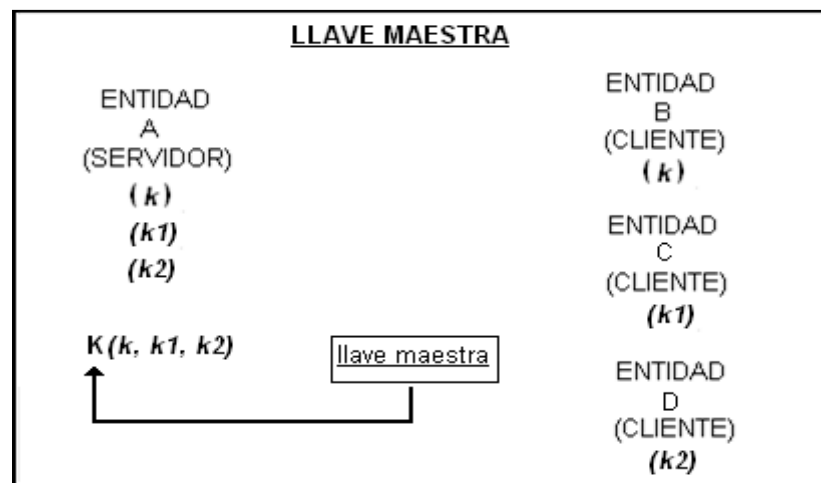 LLAVE MAESTRA
ENTIDAD
A
(SERVIDOR)
(k)
(k1)
(k2)
K(k, k1, k2)
llave maestra
ENTIDAD
B
(CLIENTE)
(k)
ENTIDAD
C
(CLIENTE)
(k1)
ENTIDAD
D
(CLIENTE)
(k2)